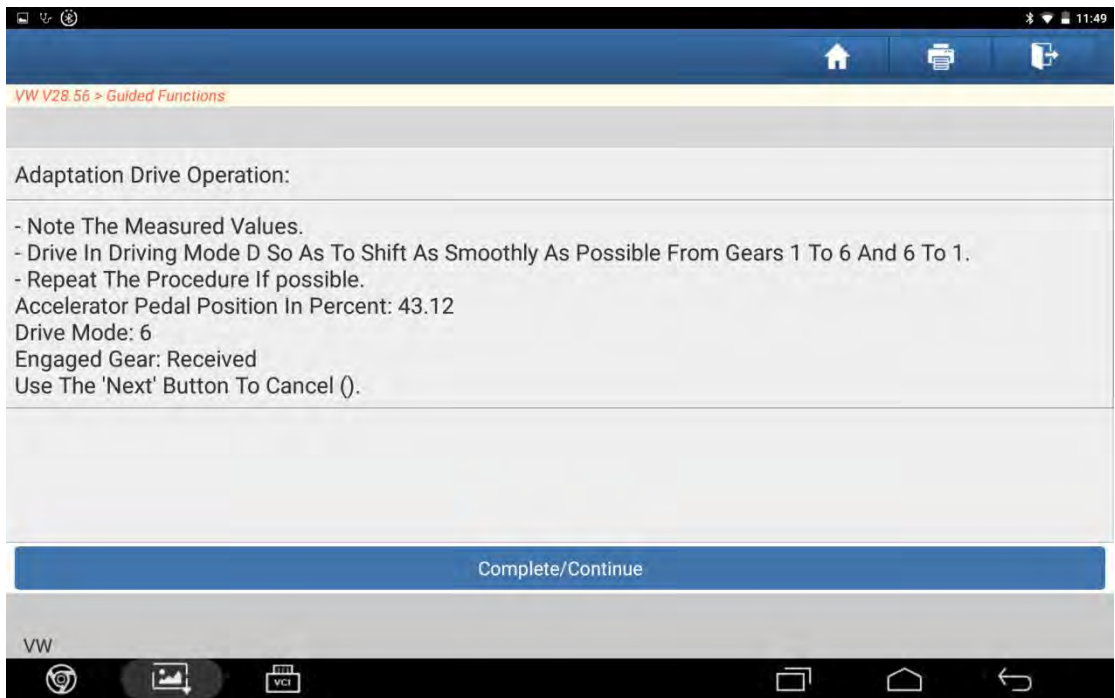 11:49
VW V28.56 > Guided Functions
Adaptation Drive Operation:
- Note The Measured Values.
- Drive In Driving Mode D So As To Shift As Smoothly As Possible From Gears 1 To 6 And 6 To 1.
- Repeat The Procedure If possible.
Accelerator Pedal Position In Percent: 43.12
Drive Mode: 6
Engaged Gear: Received
Use The 'Next' Button To Cancel ().
Complete/Continue
VW
VCI